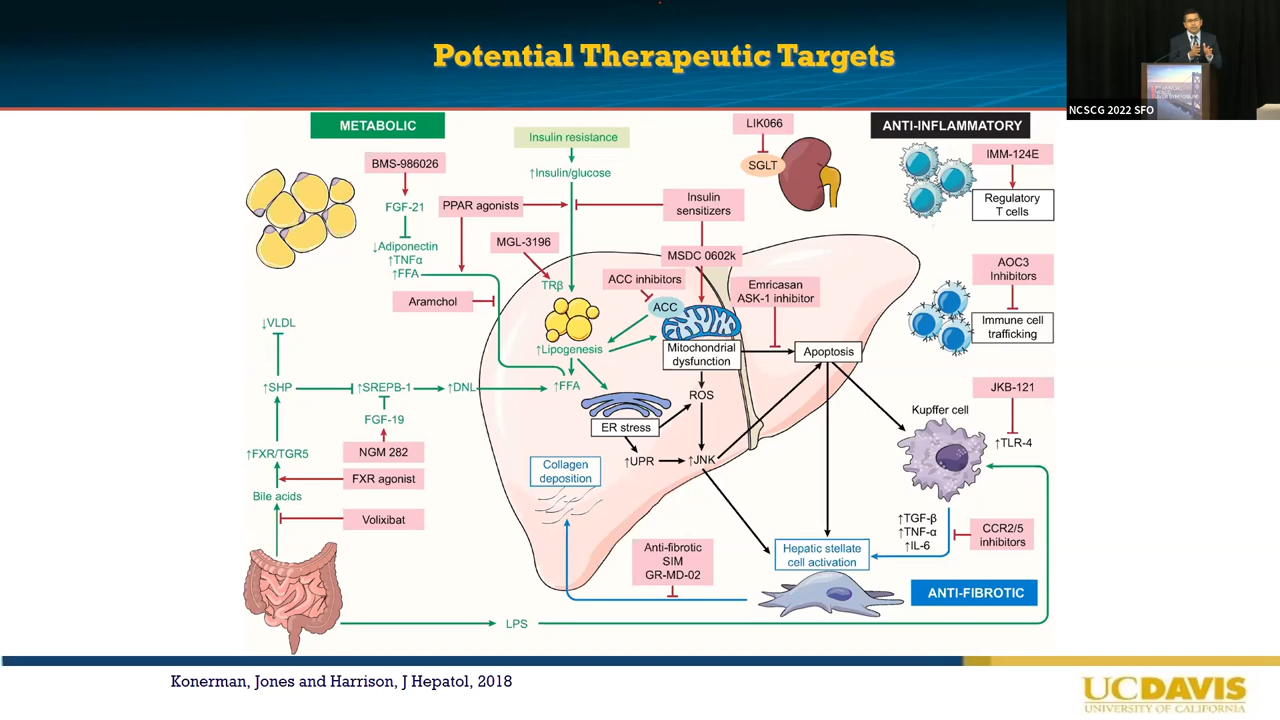 Potential Therapeutic Targets
NCSCG 2022 SFO
METABOLIC
Insulin resistance
LIK066
ANTI-INFLAMMATORY
BMS-986026
↑Insulin/glucose
SGLT
IMM-124E
FGF-21
PPAR agonists
Insulin
sensitizers
Regulatory
T cells
↓Adiponectin
↑TNFα
↑FFA
MGL-3196
MSDC 0602k
TRβ
ACC inhibitors
Emricasan
ASK-1 inhibitor
AOC3
Inhibitors
Aramchol
ACC
Immune cell
trafficking
↓VLDL
↑Lipogenesis
Mitochondrial
dysfunction
Apoptosis
↑SHP
↑SREPB-1
↑DNL
↑FFA
ROS
JKB-121
FGF-19
ER stress
Kupffer cell
↑TLR-4
↑FXR/TGR5
NGM 282
↑UPR
↑JNK
FXR agonist
Collagen
deposition
Bile acids
Volixibat
↑TGF-β
↑TNF-α
↑IL-6
CCR2/5
inhibitors
Anti-fibrotic
SIM
GR-MD-02
Hepatic stellate
cell activation
ANTI-FIBROTIC
LPS
Konerman, Jones and Harrison, J Hepatol, 2018
UCDAVIS
UNIVERSITY OF CALIFORNIA